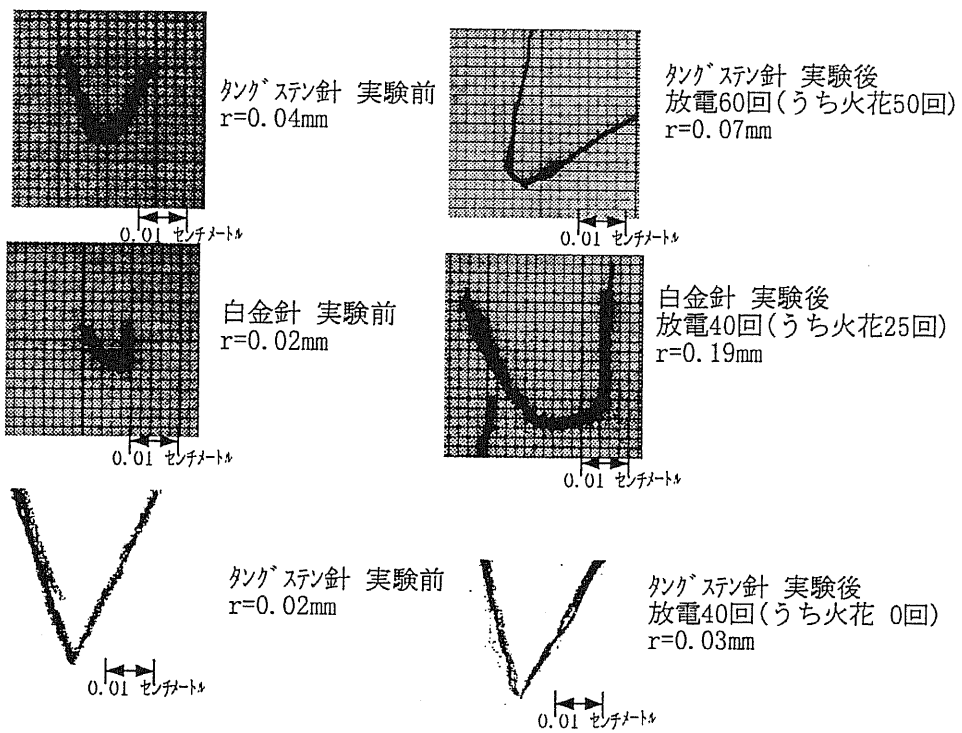 ﾀﾝｸﾞｽﾃﾝ針 実験前
r=0.04mm
0.01 ｾﾝﾁﾒｰﾄﾙ
ﾀﾝｸﾞｽﾃﾝ針 実験後
放電60回(うち火花50回)
r=0.07mm
0.01 ｾﾝﾁﾒｰﾄﾙ
白金針 実験前
r=0.02mm
0.01 ｾﾝﾁﾒｰﾄﾙ
白金針 実験後
放電40回(うち火花25回)
r=0.19mm
0.01 ｾﾝﾁﾒｰﾄﾙ
ﾀﾝｸﾞｽﾃﾝ針 実験前
r=0.02mm
0.01 ｾﾝﾁﾒｰﾄﾙ
ﾀﾝｸﾞｽﾃﾝ針 実験後
放電40回(うち火花 0回)
r=0.03mm
0.01 ｾﾝﾁﾒｰﾄﾙ